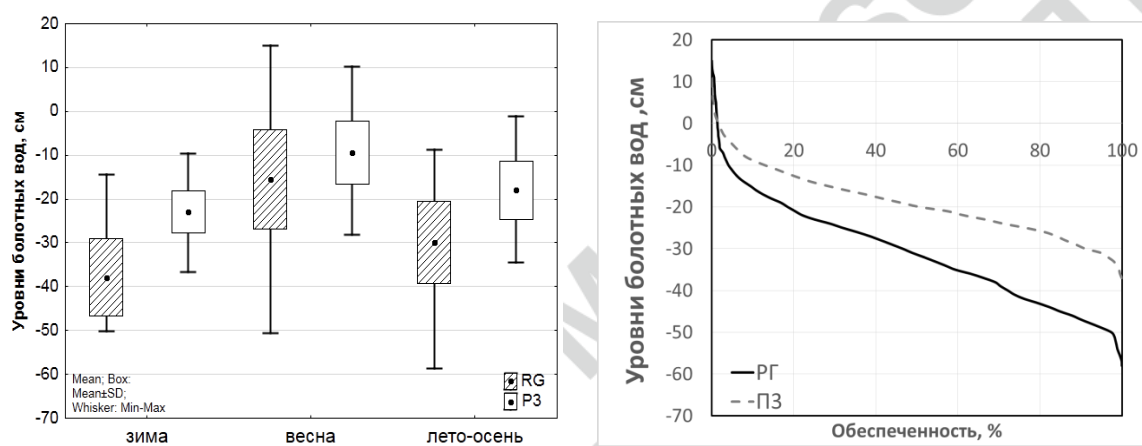 Уровни болотных вод, см
20
10
0
-10
-20
-30
-40
-50
-60
-70
зима
весна
лето-осень
Mean; Box:
Mean±SD;
Whisker: Min-Max
RG
P3
Уровни болотных вод ,см
20
10
0
-10
-20
-30
-40
-50
-60
-70
0 20 40 60 80 100
РГ
ПЗ
Обеспеченность, %